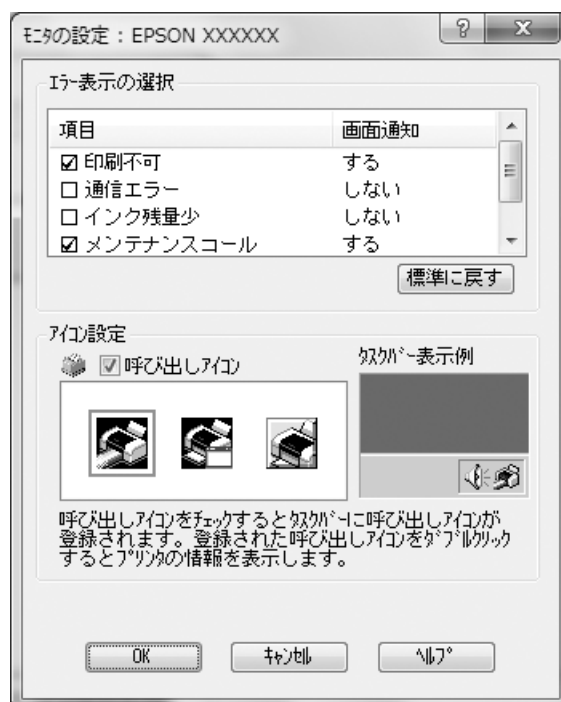 ﾓﾆﾀの設定：EPSON XXXXXX
ｴﾗｰ表示の選択
項目 画面通知
印刷不可 する
通信エラー しない
インク残量少 しない
メンテナンスコール する
標準に戻す
ｱｲｺﾝ設定
呼び出しｱｲｺﾝ
ﾀｽｸﾊﾞｰ表示例
呼び出しｱｲｺﾝをﾁｪｯｸするとﾀｽｸﾊﾞｰに呼び出しｱｲｺﾝが
登録されます。登録された呼び出しｱｲｺﾝをﾀﾞﾌﾞﾙｸﾘｯｸ
するとﾌﾟﾘﾝﾀの情報を表示します。
OK ｷｬﾝｾﾙ ﾍﾙﾌﾟ